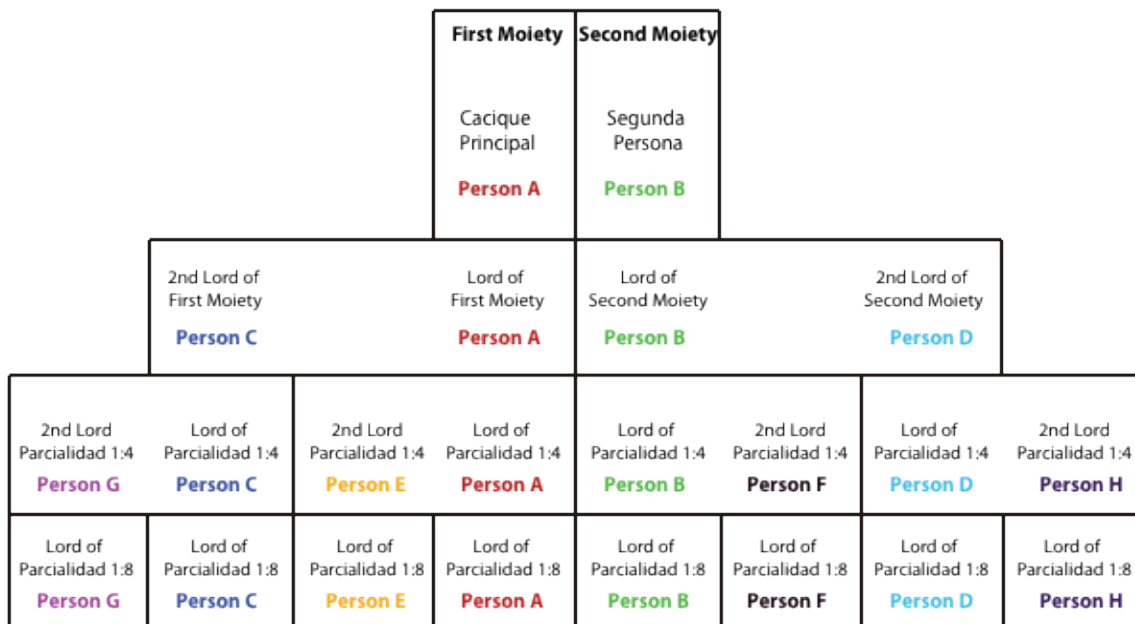 First Moiety Second Moiety
Cacique Segunda
Principal Persona
Person A Person B
2nd Lord of Lord of Lord of 2nd Lord of
First Moiety First Moiety Second Moiety Second Moiety
Person C Person A Person B Person D
2nd Lord Lord of 2nd Lord Lord of Lord of 2nd Lord Lord of 2nd Lord
Parcialidad 1:4 Parcialidad 1:4 Parcialidad 1:4 Parcialidad 1:4 Parcialidad 1:4 Parcialidad 1:4 Parcialidad 1:4 Parcialidad 1:4
Person G Person C Person E Person A Person B Person F Person D Person H
Lord of Lord of Lord of Lord of Lord of Lord of Lord of Lord of
Parcialidad 1:8 Parcialidad 1:8 Parcialidad 1:8 Parcialidad 1:8 Parcialidad 1:8 Parcialidad 1:8 Parcialidad 1:8 Parcialidad 1:8
Person G Person C Person E Person A Person B Person F Person D Person H